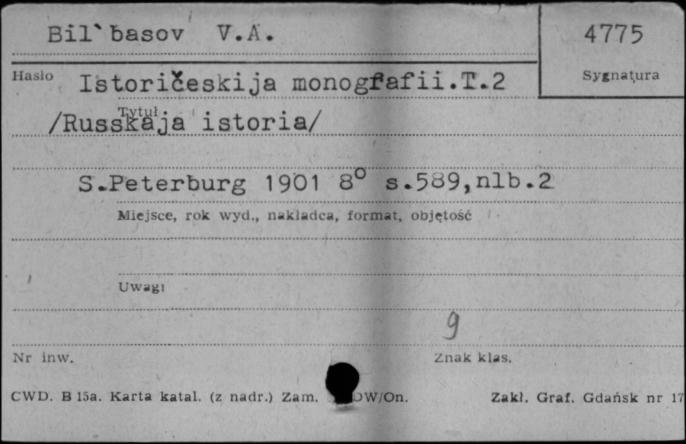 Bil`basov V.A.
4775
Hasło
Sygnatura
Istoričeskija monografii.T.2
Tytuł
/Russkaja istoria/
S.Peterburg 1901 8° s.589,nlb.2
Miejsce, rok wyd., nakładca, format, objętość
Uwagi
9
Nr inw.
Znak klas.
CWD. B 15a. Karta katal. (z nadr.) Zam. OW/On.
Zakł. Graf. Gdańsk nr 17